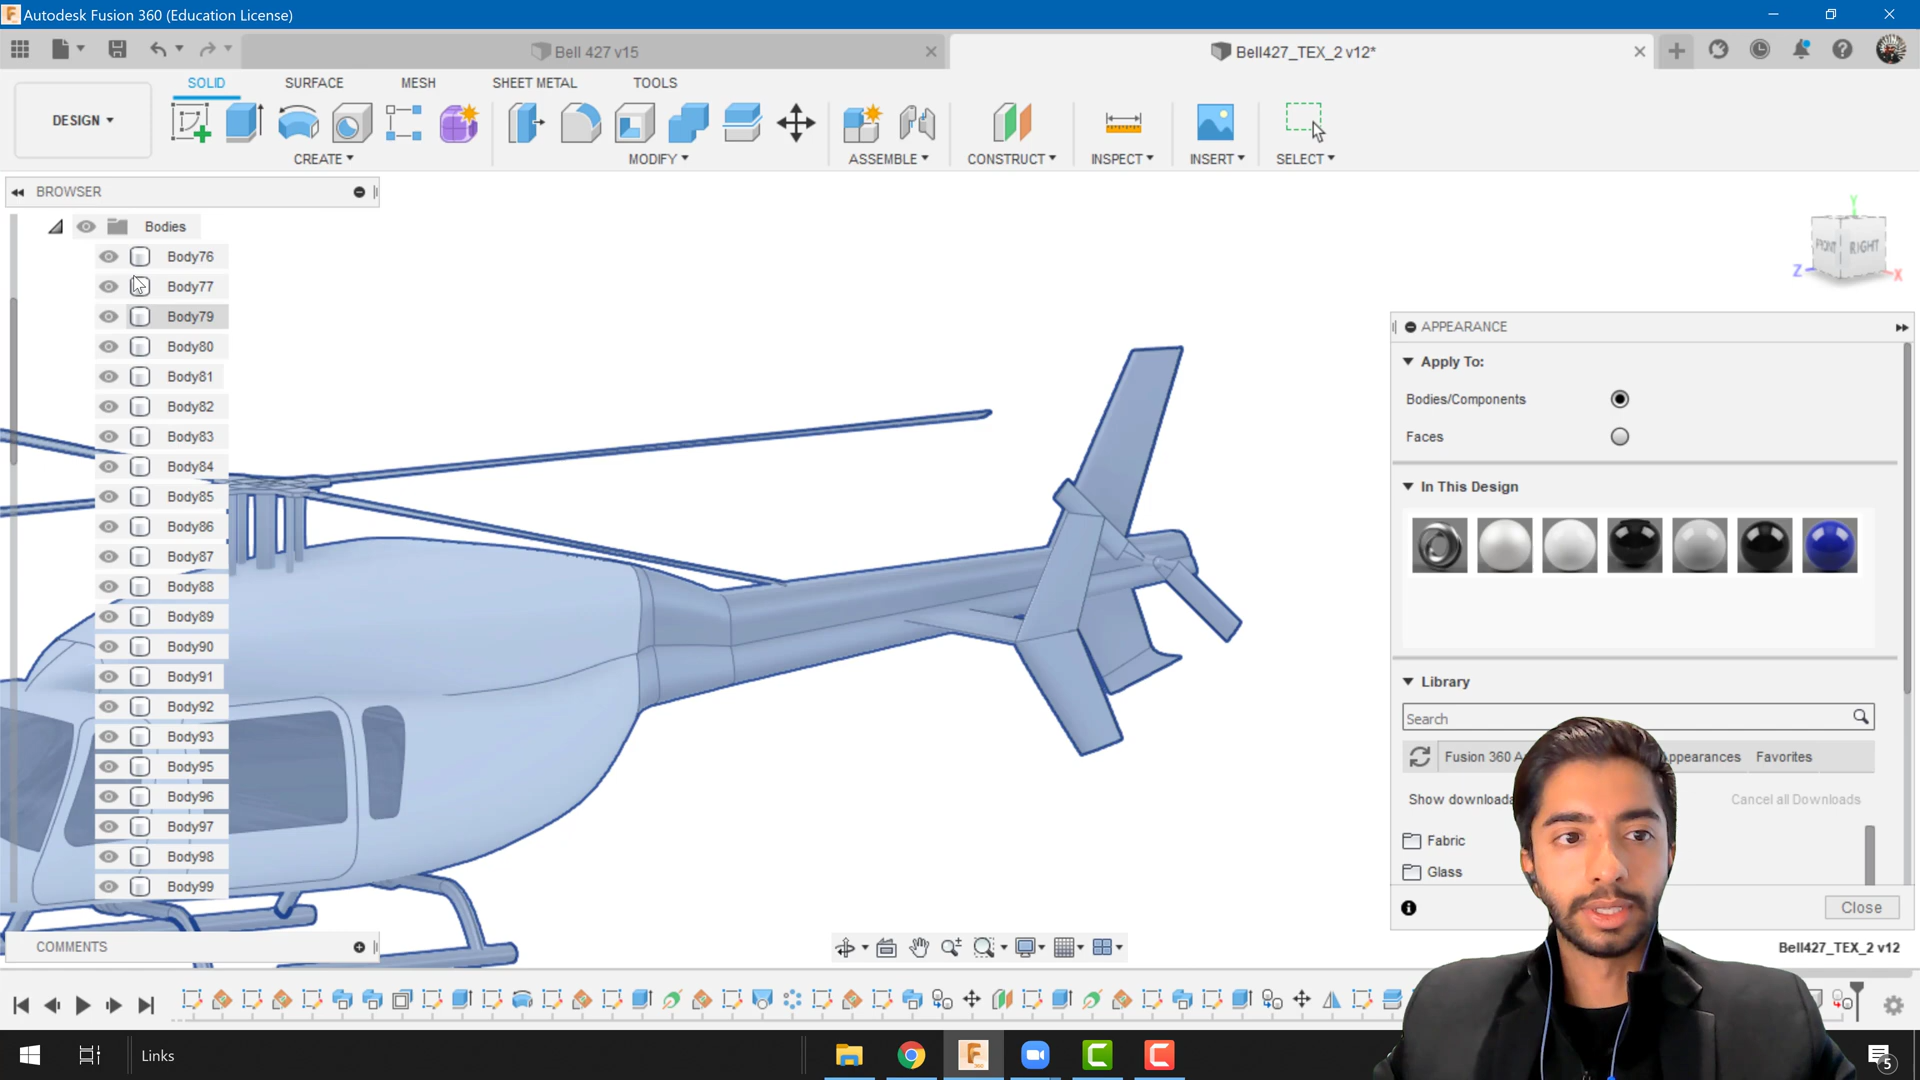 Autodesk Fusion 360 (Education License)
Bell 427 v15
Bell427_TEX_2 v12*
DESIGN
SOLID
SURFACE
MESH
SHEET METAL
TOOLS
CREATE
MODIFY
ASSEMBLE
CONSTRUCT
INSPECT
INSERT
SELECT
BROWSER
Bodies
Body76
Body77
Body79
Body80
Body81
Body82
Body83
Body84
Body85
Body86
Body87
Body88
Body89
Body90
Body91
Body92
Body93
Body95
Body96
Body97
Body98
Body99
COMMENTS
Y
FRONT
RIGHT
Z
X
APPEARANCE
Apply To:
Bodies/Components
Faces
In This Design
Library
Search
Fusion 360 A
ppearances
Favorites
Show downloada
Cancel all Downloads
Fabric
Glass
Close
Bell427_TEX_2 v12
Links
5